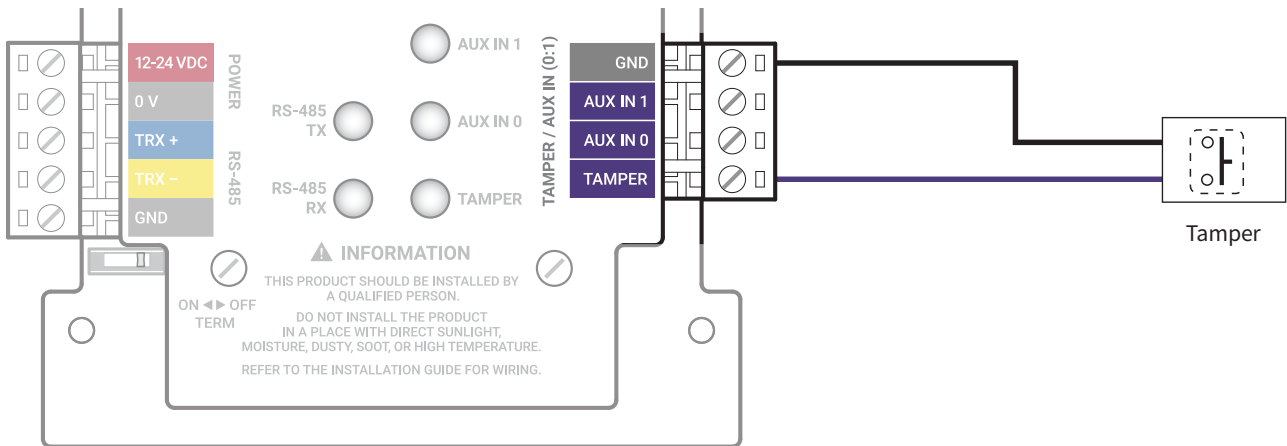 12-24 VDC
0 V
TRX +
TRX –
GND
POWER
RS-485
AUX IN 1
RS-485
TX
AUX IN 0
RS-485
RX
TAMPER
TAMPER / AUX IN (0:1)
GND
AUX IN 1
AUX IN 0
TAMPER
Tamper
INFORMATION
THIS PRODUCT SHOULD BE INSTALLED BY
A QUALIFIED PERSON.
DO NOT INSTALL THE PRODUCT
IN A PLACE WITH DIRECT SUNLIGHT,
MOISTURE, DUSTY, SOOT, OR HIGH TEMPERATURE.
REFER TO THE INSTALLATION GUIDE FOR WIRING.
ON ◀▶ OFF
TERM